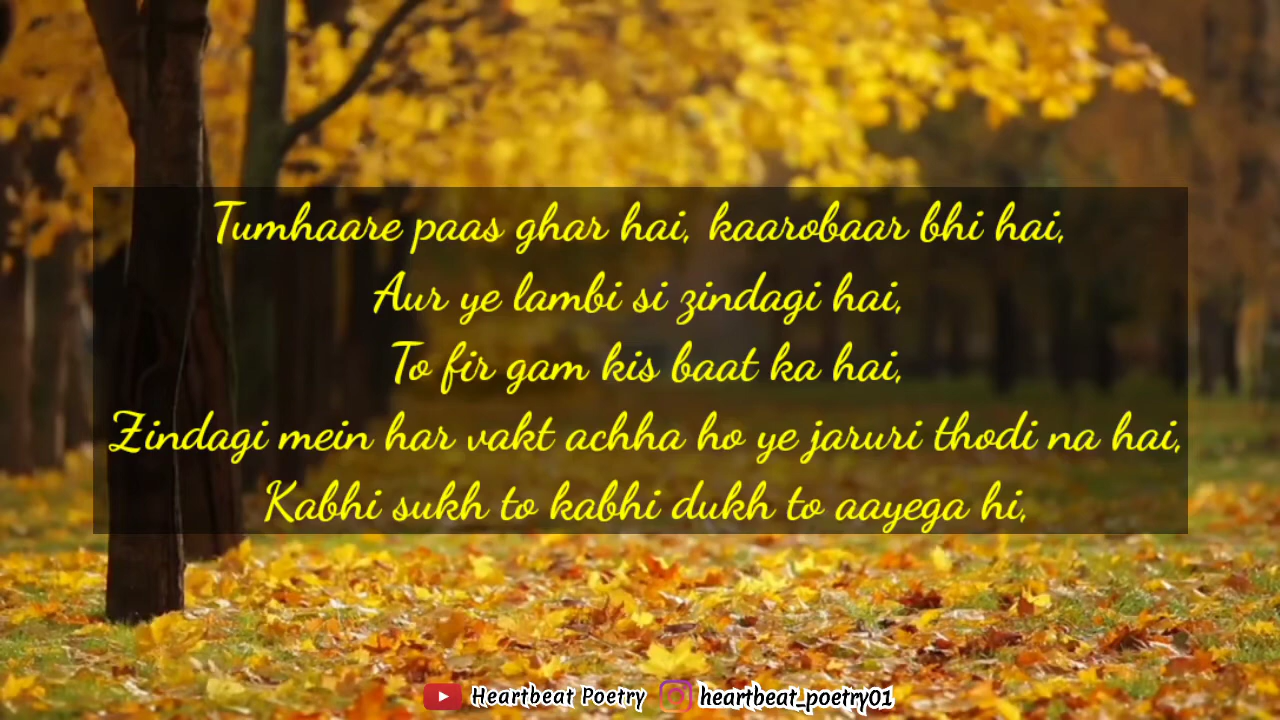 Tumhaare paas ghar hai, kaarobaar bhi hai,
Aur ye lambi si zindagi hai,
To fir gam kis baat ka hai,
Zindagi mein har vakt achha ho ye jaruri thodi na hai,
Kabhi sukh to kabhi dukh to aayega hi,
Heartbeat Poetry heartbeat_poetry01